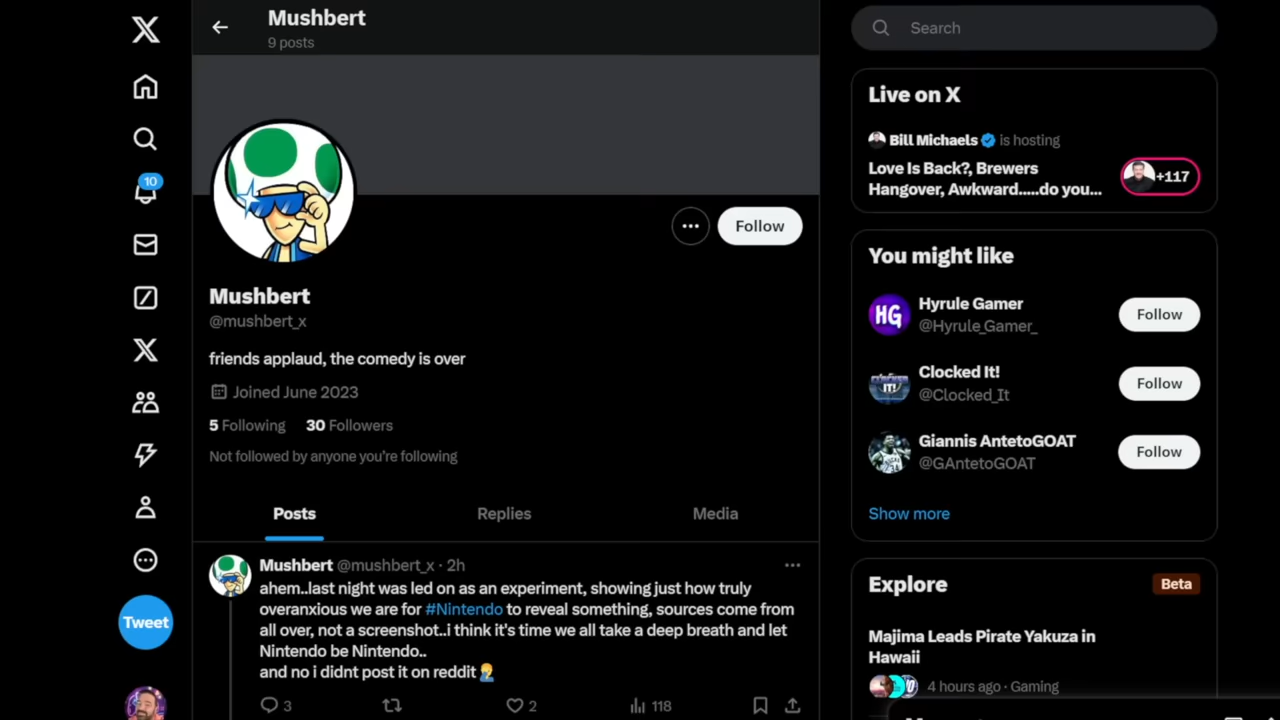 Mushbert
9 posts
Search
Live on X
Bill Michaels is hosting
Love Is Back?, Brewers
Hangover, Awkward.....do you...
+117
10
Follow
You might like
Mushbert
@mushbert_x
HG
Hyrule Gamer
@Hyrule_Gamer_
Follow
friends applaud, the comedy is over
Joined June 2023
CLOCKED
IT!
Clocked It!
@Clocked_It
Follow
5 Following 30 Followers
Not followed by anyone you're following
Giannis AntetoGOAT
@GAntetoGOAT
Follow
Show more
Posts
Replies
Media
Mushbert @mushbert_x · 2h
ahem..last night was led on as an experiment, showing just how truly
overanxious we are for #Nintendo to reveal something, sources come from
all over, not a screenshot..i think it's time we all take a deep breath and let
Nintendo be Nintendo..
and no i didnt post it on reddit🤦‍♂️
3
2
118
Explore
Beta
Majima Leads Pirate Yakuza in
Hawaii
4 hours ago · Gaming
Tweet